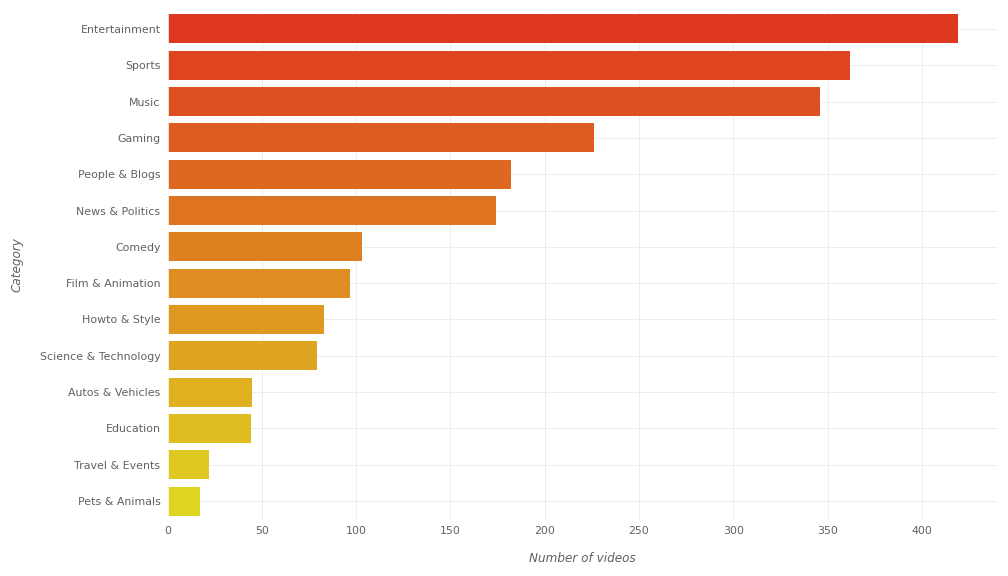 Entertainment
Sports
Music
Gaming
People & Blogs
News & Politics
Comedy
Film & Animation
Howto & Style
Science & Technology
Autos & Vehicles
Education
Travel & Events
Pets & Animals
Category
0 50 100 150 200 250 300 350 400
Number of videos